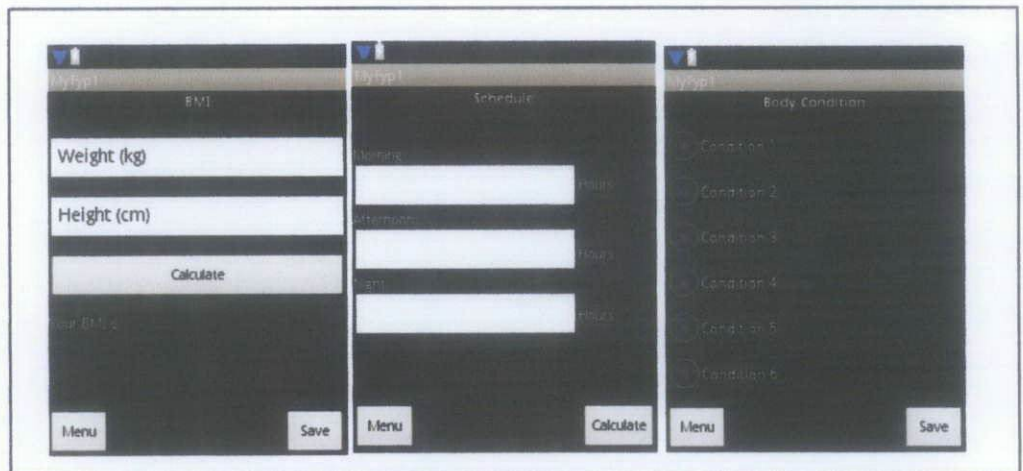 MyFyp1
BMI
Weight (kg)
Height (cm)
Calculate
Your BMI is
Menu
Save
MyFyp1
Schedule
Morning
Hours
Afternoon
Hours
Night
Hours
Menu
Calculate
MyFyp1
Body Condition
Condition 1
Condition 2
Condition 3
Condition 4
Condition 5
Condition 6
Menu
Save